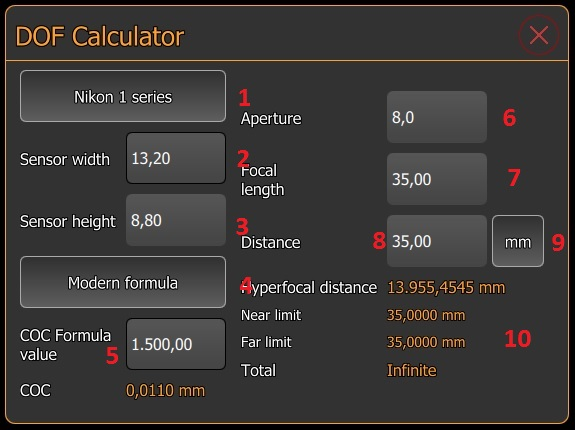 DOF Calculator
Nikon 1 series 1
Sensor width 13,20 2
Sensor height 8,80 3
Modern formula 4
COC Formula
value 1.500,00 5
COC 0,0110 mm
Aperture 8,0 6
Focal
length 35,00 7
Distance 8 35,00 mm 9
Hyperfocal distance 13.955,4545 mm
Near limit 35,0000 mm
Far limit 35,0000 mm 10
Total Infinite